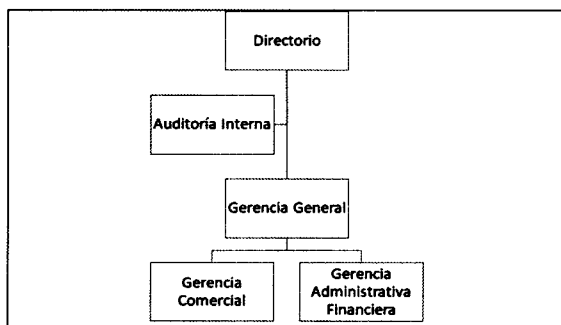 Directorio
Auditoría Interna
Gerencia General
Gerencia
Comercial
Gerencia
Administrativa
Financiera